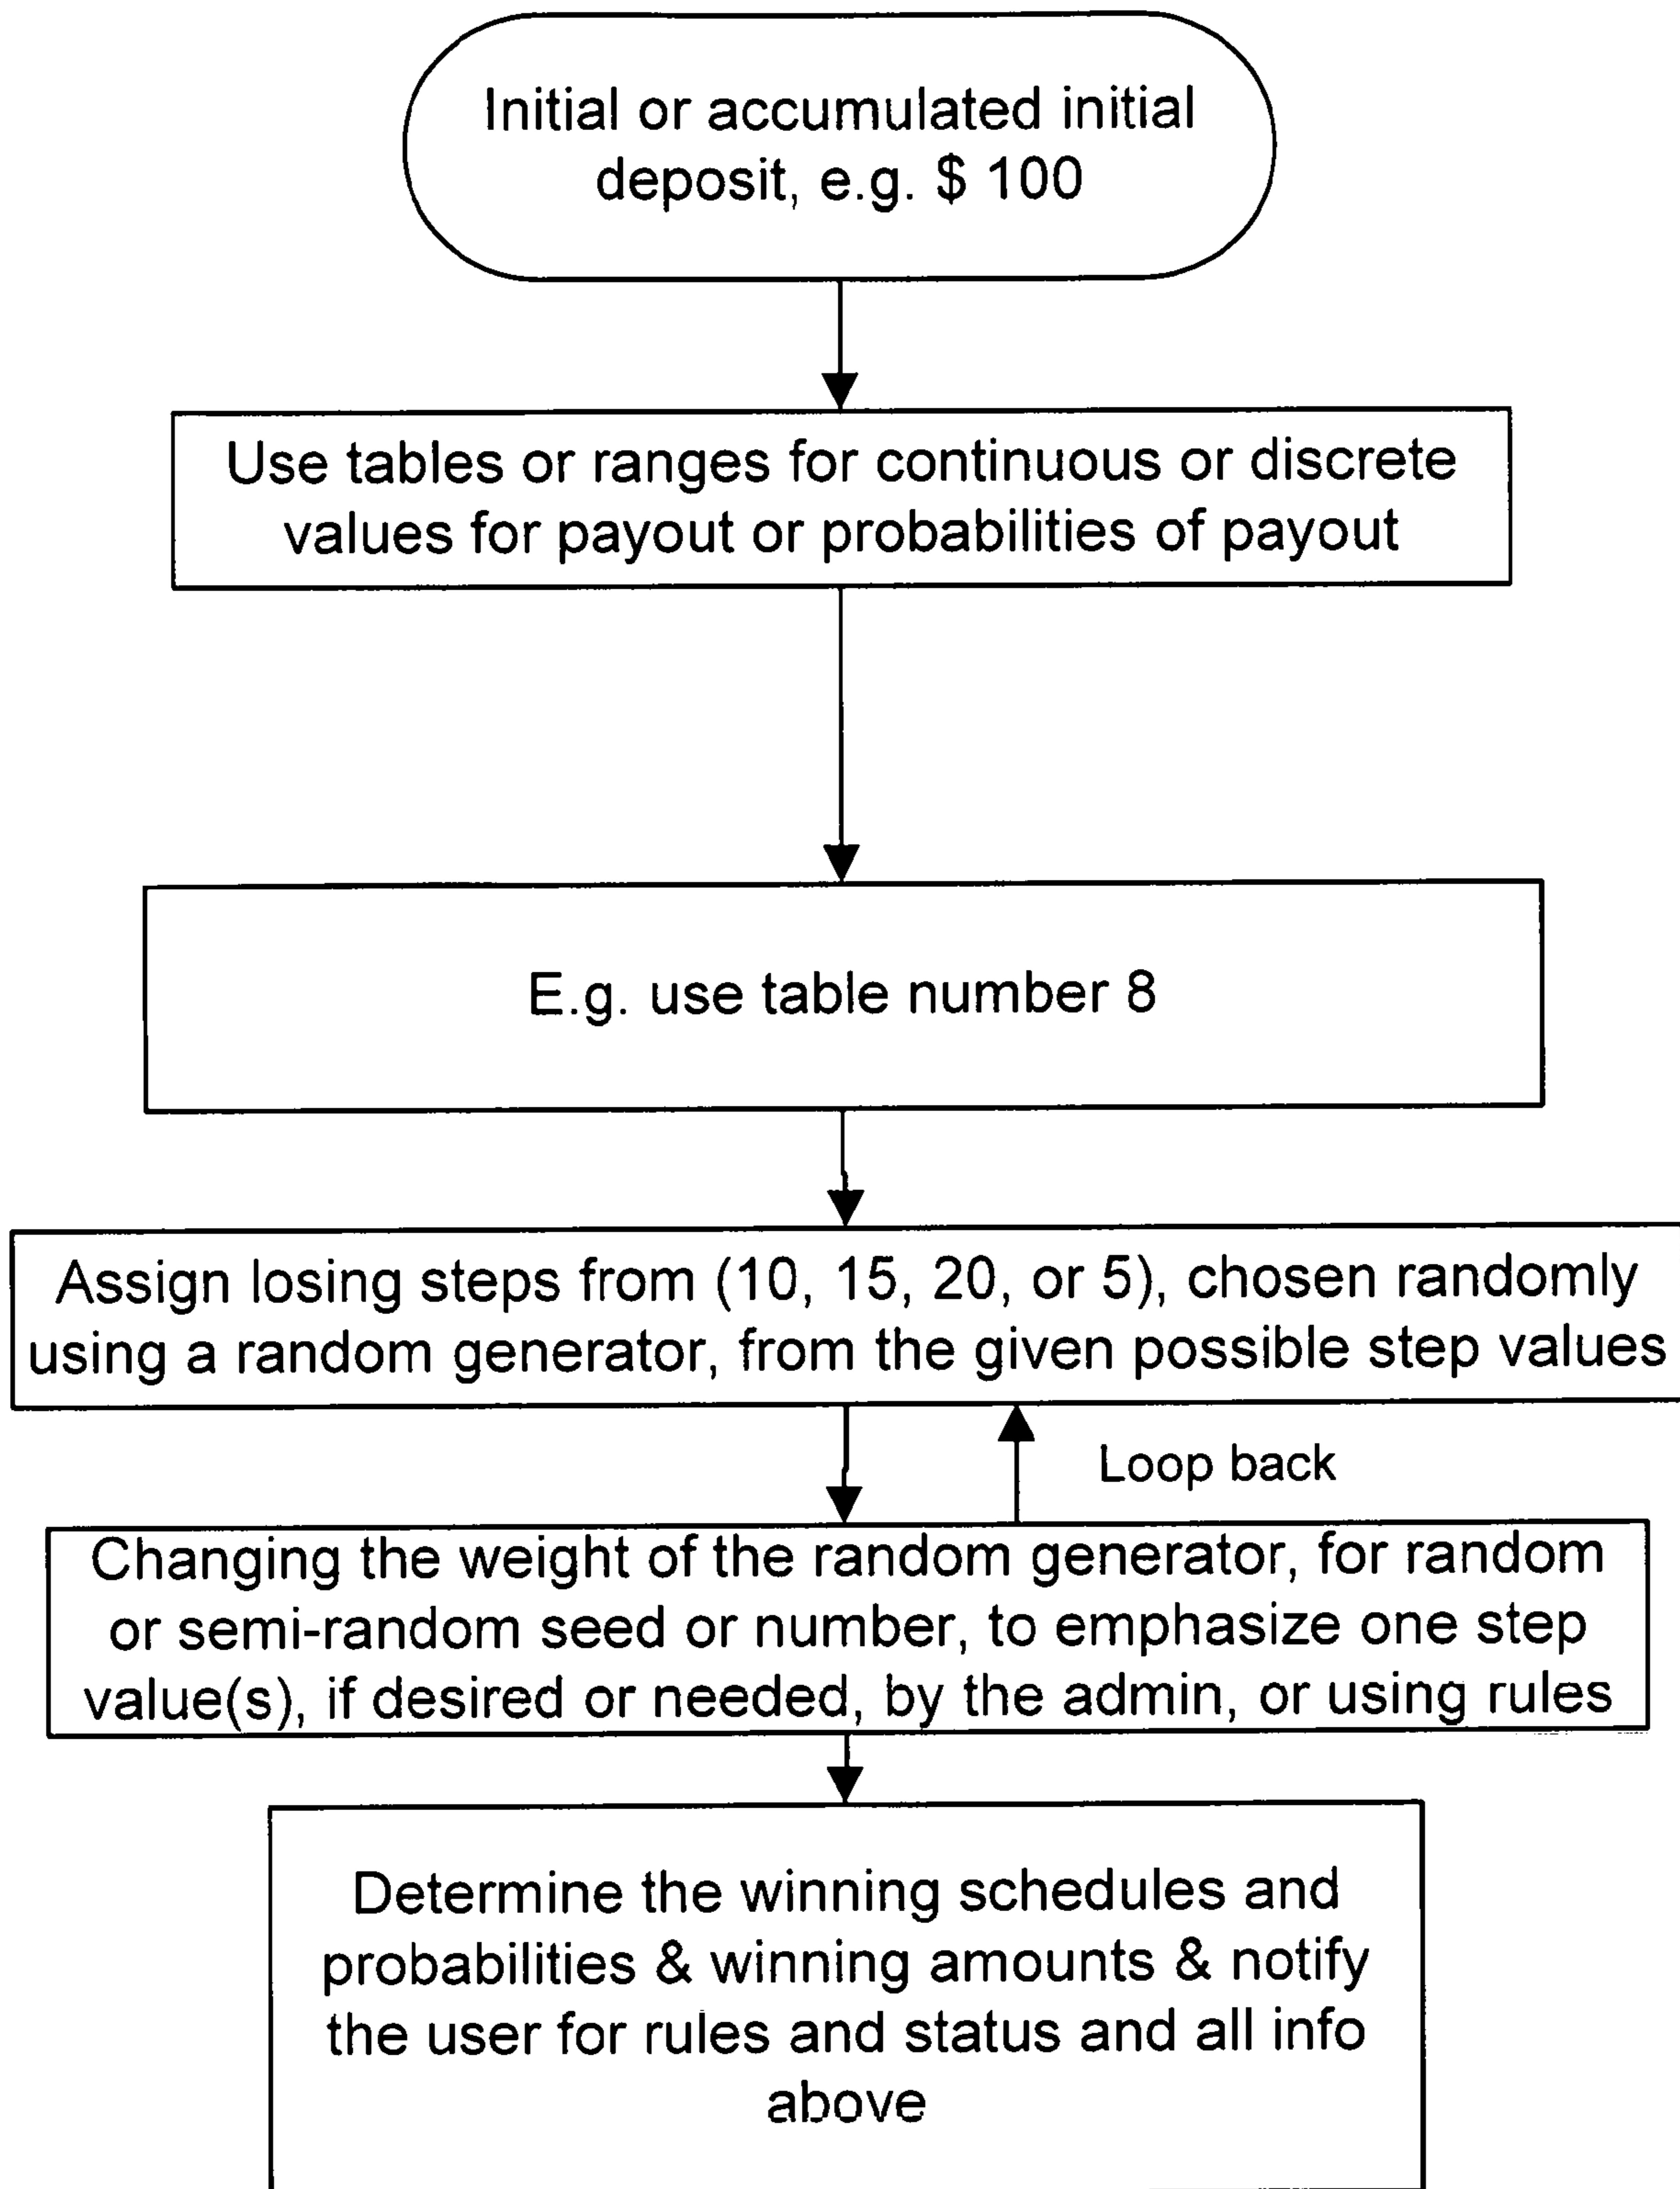 Initial or accumulated initial
deposit, e.g. $ 100
Use tables or ranges for continuous or discrete
values for payout or probabilities of payout
E.g. use table number 8
Assign losing steps from (10, 15, 20, or 5), chosen randomly
using a random generator, from the given possible step values
Loop back
Changing the weight of the random generator, for random
or semi-random seed or number, to emphasize one step
value(s), if desired or needed, by the admin, or using rules
Determine the winning schedules and
probabilities & winning amounts & notify
the user for rules and status and all info
above